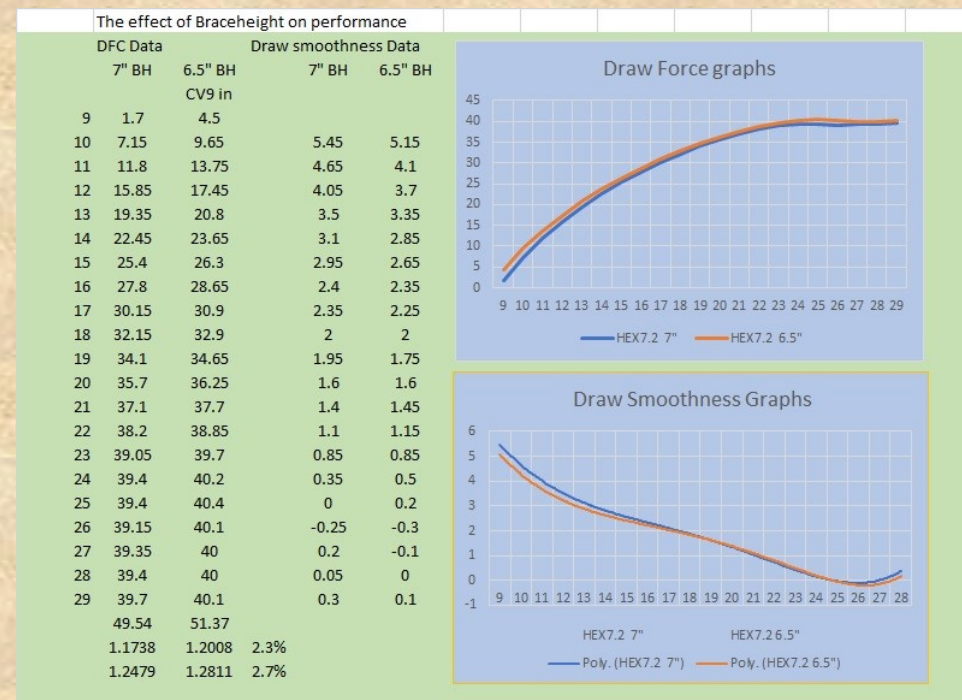 The effect of Braceheight on performance
DFC Data Draw smoothness Data
7" BH 6.5" BH 7" BH 6.5" BH
CV9 in
9 1.7 4.5
10 7.15 9.65 5.45 5.15
11 11.8 13.75 4.65 4.1
12 15.85 17.45 4.05 3.7
13 19.35 20.8 3.5 3.35
14 22.45 23.65 3.1 2.85
15 25.4 26.3 2.95 2.65
16 27.8 28.65 2.4 2.35
17 30.15 30.9 2.35 2.25
18 32.15 32.9 2 2
19 34.1 34.65 1.95 1.75
20 35.7 36.25 1.6 1.6
21 37.1 37.7 1.4 1.45
22 38.2 38.85 1.1 1.15
23 39.05 39.7 0.85 0.85
24 39.4 40.2 0.35 0.5
25 39.4 40.4 0 0.2
26 39.15 40.1 -0.25 -0.3
27 39.35 40 0.2 -0.1
28 39.4 40 0.05 0
29 39.7 40.1 0.3 0.1
49.54 51.37
1.1738 1.2008 2.3%
1.2479 1.2811 2.7%
Draw Force graphs
45
40
35
30
25
20
15
10
5
0
9 10 11 12 13 14 15 16 17 18 19 20 21 22 23 24 25 26 27 28 29
HEX7.2 7" HEX7.2 6.5"
Draw Smoothness Graphs
6
5
4
3
2
1
0
-1
9 10 11 12 13 14 15 16 17 18 19 20 21 22 23 24 25 26 27 28
HEX7.2 7" HEX7.2 6.5"
Poly. (HEX7.2 7") Poly. (HEX7.2 6.5")